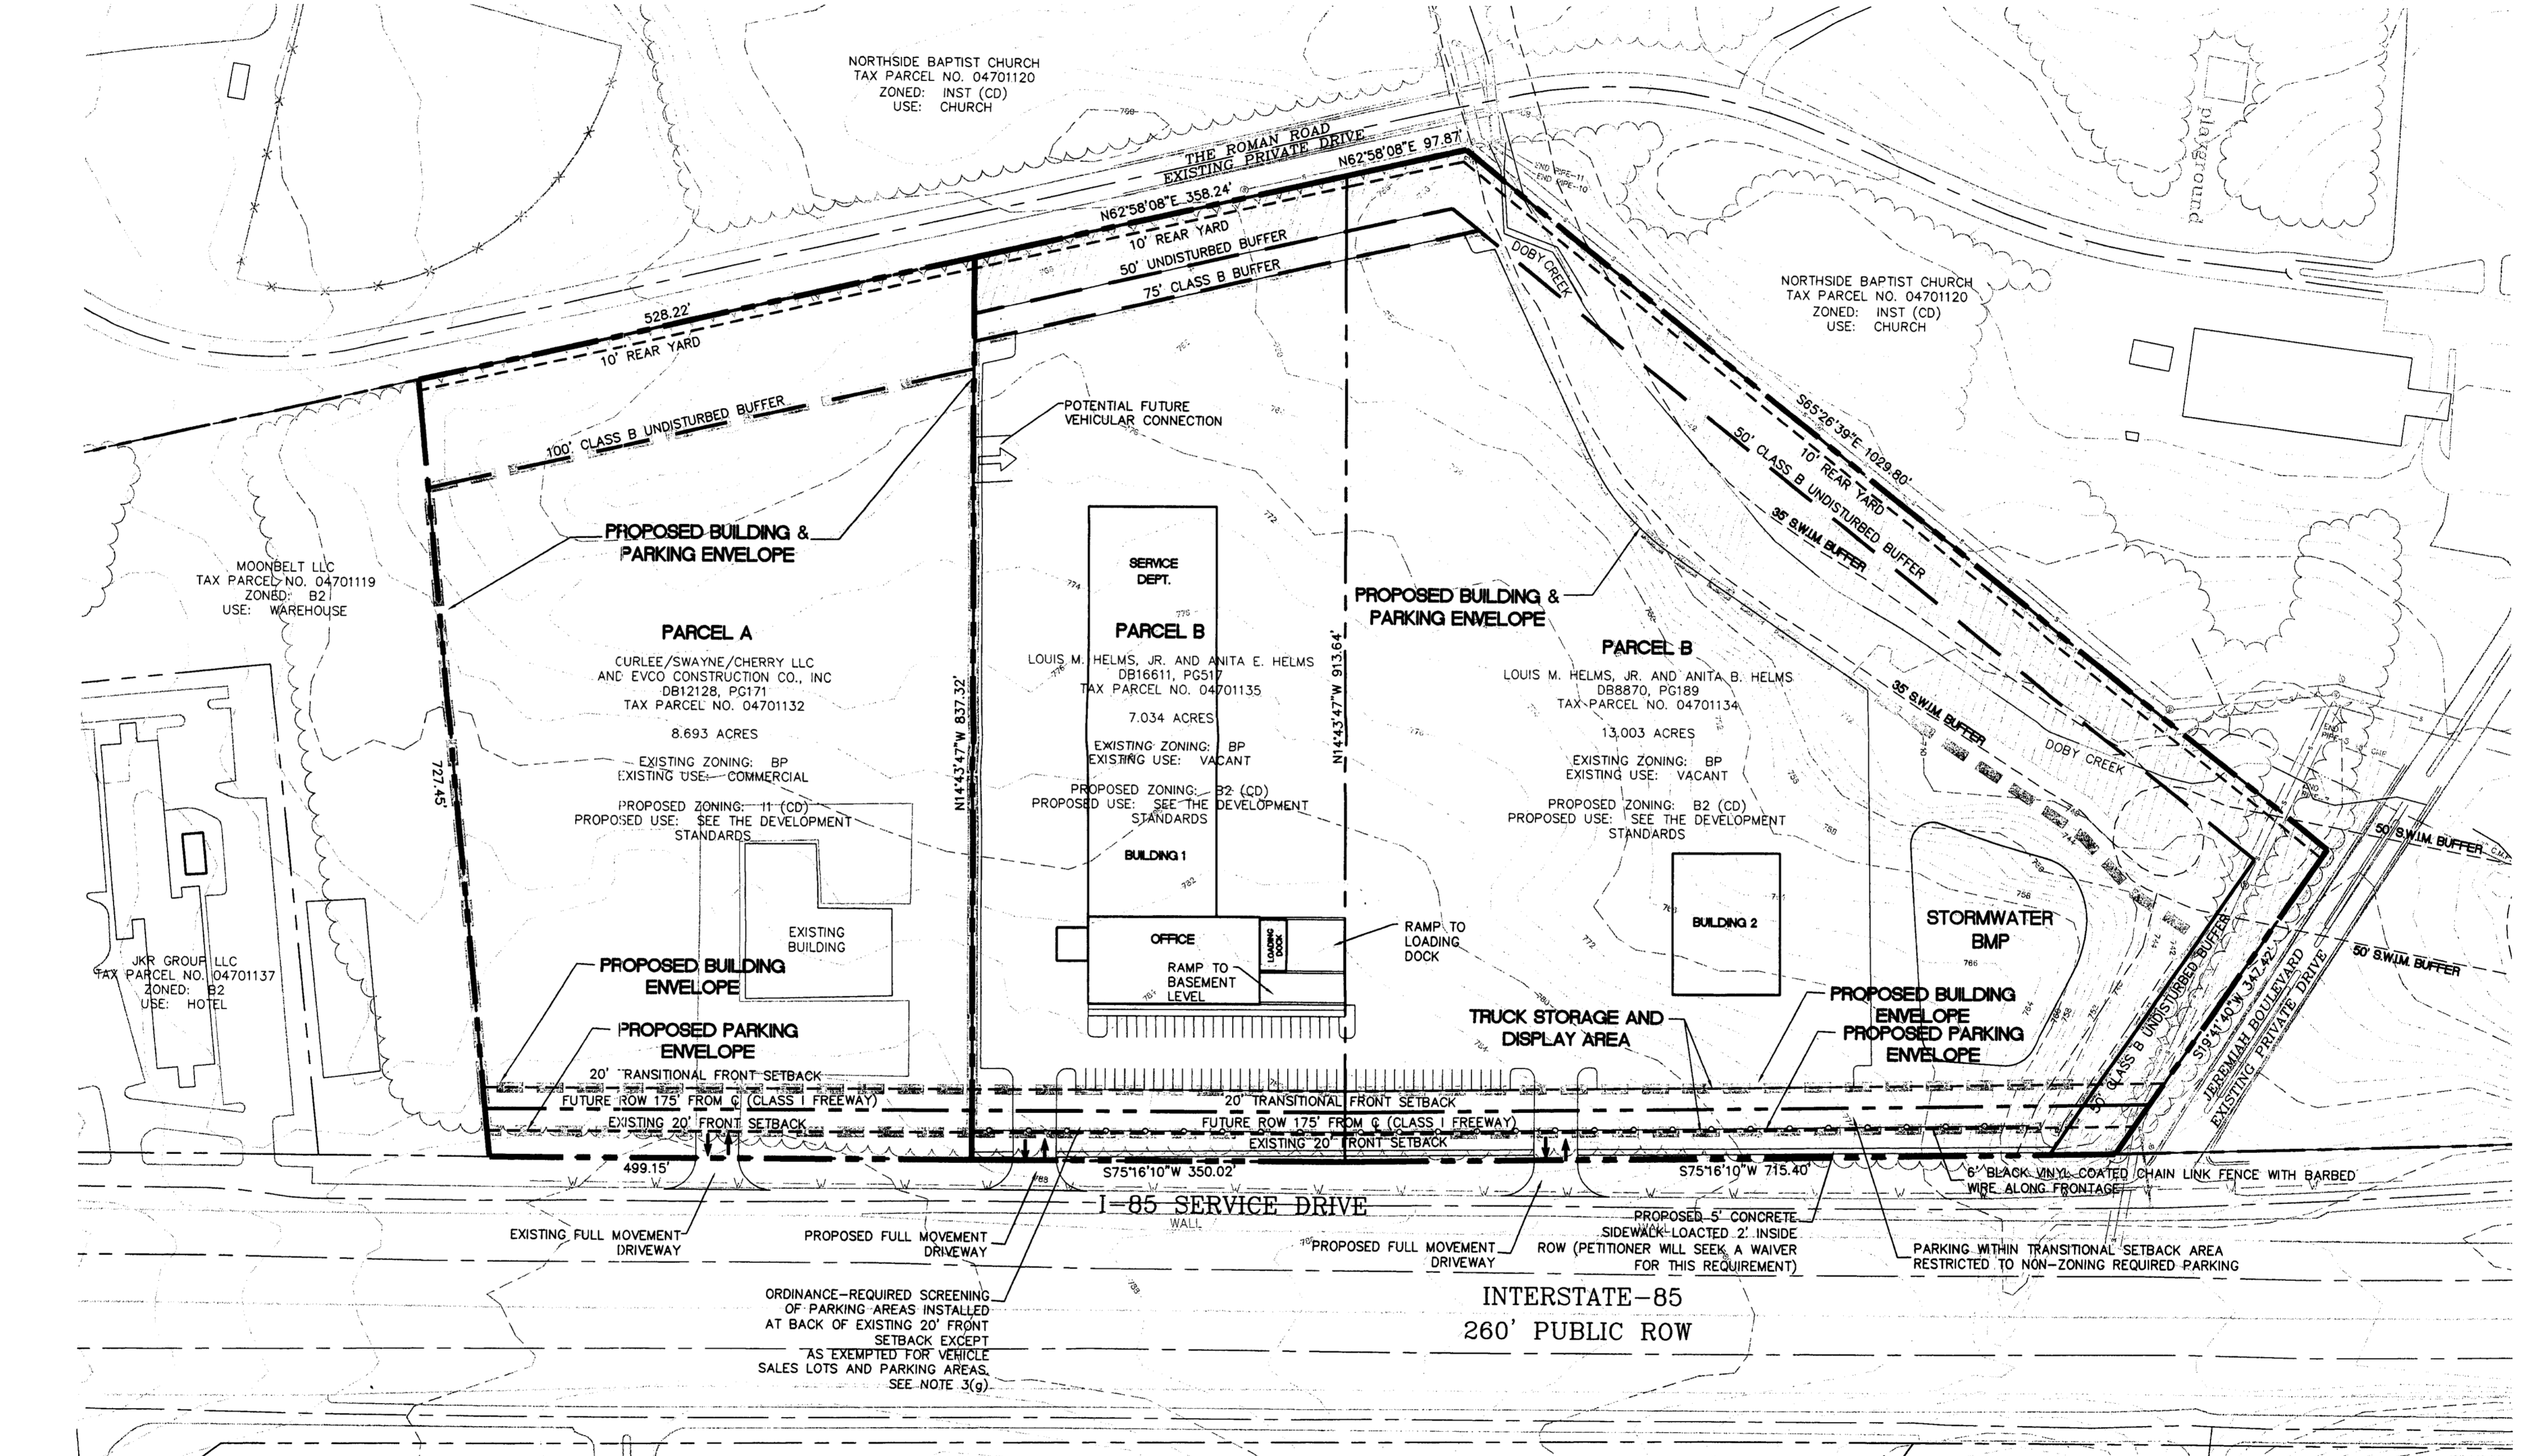 NORTHSIDE BAPTIST CHURCH
TAX PARCEL NO. 04701120
ZONED: INST (CD)
USE: CHURCH
760
THE ROMAN ROAD
EXISTING PRIVATE DRIVE
N62°58'08"E 97.87'
N62°58'08"E 358.24'
10' REAR YARD
50' UNDISTURBED BUFFER
75' CLASS B BUFFER
END PIPE-11
END PIPE-10
DOBY CREEK
playground
NORTHSIDE BAPTIST CHURCH
TAX PARCEL NO. 04701120
ZONED: INST (CD)
USE: CHURCH
528.22'
10' REAR YARD
100' CLASS B UNDISTURBED BUFFER
POTENTIAL FUTURE
VEHICULAR CONNECTION
S65°26'39"E 1029.80'
10' REAR YARD
50' CLASS B UNDISTURBED BUFFER
35' S.W.I.M. BUFFER
PROPOSED BUILDING &
PARKING ENVELOPE
MOONBELT LLC
TAX PARCEL NO. 04701119
ZONED: B2
USE: WAREHOUSE
772
774
SERVICE
DEPT.
PROPOSED BUILDING &
PARKING ENVELOPE
PARCEL A
CURLEE/SWAYNE/CHERRY LLC
AND EVCO CONSTRUCTION CO., INC
DB12128, PG171
TAX PARCEL NO. 04701132
8.693 ACRES
EXISTING ZONING: BP
EXISTING USE: COMMERCIAL
PROPOSED ZONING: I1 (CD)
PROPOSED USE: SEE THE DEVELOPMENT
STANDARDS
727.45'
N14°43'47"W 837.32'
PARCEL B
LOUIS M. HELMS, JR. AND ANITA E. HELMS
DB16611, PG517
TAX PARCEL NO. 04701135
7.034 ACRES
EXISTING ZONING: BP
EXISTING USE: VACANT
PROPOSED ZONING: B2 (CD)
PROPOSED USE: SEE THE DEVELOPMENT
STANDARDS
BUILDING 1
782
N14°43'47"W 913.64'
PARCEL B
LOUIS M. HELMS, JR. AND ANITA B. HELMS
DB8870, PG189
TAX PARCEL NO. 04701134
13.003 ACRES
EXISTING ZONING: BP
EXISTING USE: VACANT
PROPOSED ZONING: B2 (CD)
PROPOSED USE: SEE THE DEVELOPMENT
STANDARDS
35' S.W.I.M. BUFFER
DOBY CREEK
50' S.W.I.M. BUFFER
50' S.W.I.M. BUFFER
JKR GROUP LLC
TAX PARCEL NO. 04701137
ZONED: B2
USE: HOTEL
EXISTING
BUILDING
OFFICE
LOADING
DOCK
RAMP TO
BASEMENT
LEVEL
RAMP TO
LOADING
DOCK
772
BUILDING 2
STORMWATER
BMP
766
758
764
PROPOSED BUILDING
ENVELOPE
PROPOSED PARKING
ENVELOPE
TRUCK STORAGE AND
DISPLAY AREA
PROPOSED BUILDING
ENVELOPE
PROPOSED PARKING
ENVELOPE
50' CLASS B UNDISTURBED BUFFER
S19°41'40"W 347.42'
JEREMIAH BOULEVARD
EXISTING PRIVATE DRIVE
20' TRANSITIONAL FRONT SETBACK
FUTURE ROW 175' FROM ℄ (CLASS I FREEWAY)
EXISTING 20' FRONT SETBACK
20' TRANSITIONAL FRONT SETBACK
FUTURE ROW 175' FROM ℄ (CLASS I FREEWAY)
EXISTING 20' FRONT SETBACK
499.15'
S75°16'10"W 350.02'
S75°16'10"W 715.40'
788
I-85 SERVICE DRIVE
WALL
6' BLACK VINYL COATED CHAIN LINK FENCE WITH BARBED
WIRE ALONG FRONTAGE
EXISTING FULL MOVEMENT
DRIVEWAY
PROPOSED FULL MOVEMENT
DRIVEWAY
PROPOSED FULL MOVEMENT
DRIVEWAY
PROPOSED 5' CONCRETE
SIDEWALK LOACTED 2' INSIDE
ROW (PETITIONER WILL SEEK A WAIVER
FOR THIS REQUIREMENT)
PARKING WITHIN TRANSITIONAL SETBACK AREA
RESTRICTED TO NON-ZONING REQUIRED PARKING
ORDINANCE-REQUIRED SCREENING
OF PARKING AREAS INSTALLED
AT BACK OF EXISTING 20' FRONT
SETBACK EXCEPT
AS EXEMPTED FOR VEHICLE
SALES LOTS AND PARKING AREAS.
SEE NOTE 3(g)
INTERSTATE-85
260' PUBLIC ROW